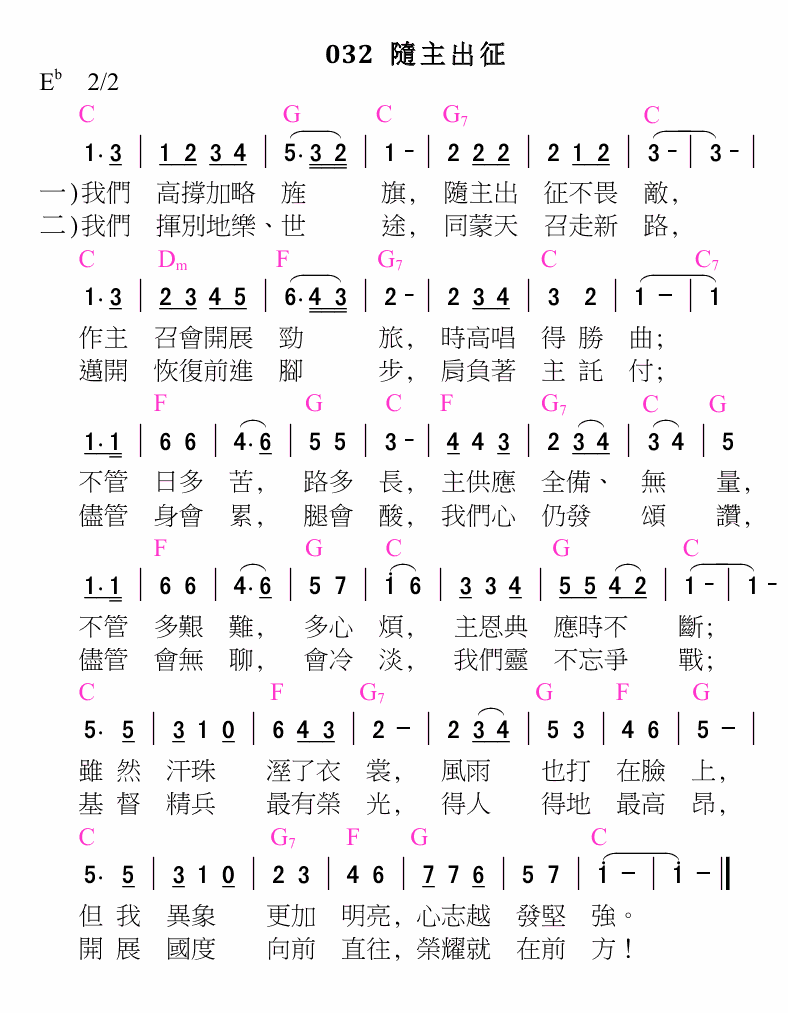 032 隨主出征
E♭ 2/2
C G C G7 C
1· 3 | 1 2 3 4 | 5· 3 2 | 1 - | 2 2 2 | 2 1 2 | 3 - | 3 - |
一)我們 高撐加略 旌 旗, 隨主出 征不畏 敵,
二)我們 揮別地樂、世 途, 同蒙天 召走新 路,
C Dm F G7 C C7
1· 3 | 2 3 4 5 | 6· 4 3 | 2 - | 2 3 4 | 3 2 | 1 - | 1
作主 召會開展 勁 旅, 時高唱 得 勝 曲;
邁開 恢復前進 腳 步, 肩負著 主 託 付;
F G C F G7 C G
1· 1 | 6 6 | 4· 6 | 5 5 | 3 - | 4 4 3 | 2 3 4 | 3 4 | 5
不管 日多 苦, 路多 長, 主供應 全備、 無 量,
儘管 身會 累, 腿會 酸, 我們心 仍發 頌 讚,
F G C G C
1· 1 | 6 6 | 4· 6 | 5 7 | i 6 | 3 3 4 | 5 5 4 2 | 1 - | 1 -
不管 多艱 難, 多心 煩, 主恩典 應時不 斷;
儘管 會無 聊, 會冷 淡, 我們靈 不忘爭 戰;
C F G7 G F G
5· 5 | 3 1 0 | 6 4 3 | 2 - | 2 3 4 | 5 3 | 4 6 | 5 - |
雖 然 汗珠 溼了衣 裳, 風雨 也打 在臉 上,
基 督 精兵 最有榮 光, 得人 得地 最高 昂,
C G7 F G C
5· 5 | 3 1 0 | 2 3 | 4 6 | 7 7 6 | 5 7 | i - | i - ‖
但 我 異象 更加 明亮, 心志越 發堅 強。
開 展 國度 向前 直往, 榮耀就 在前 方!